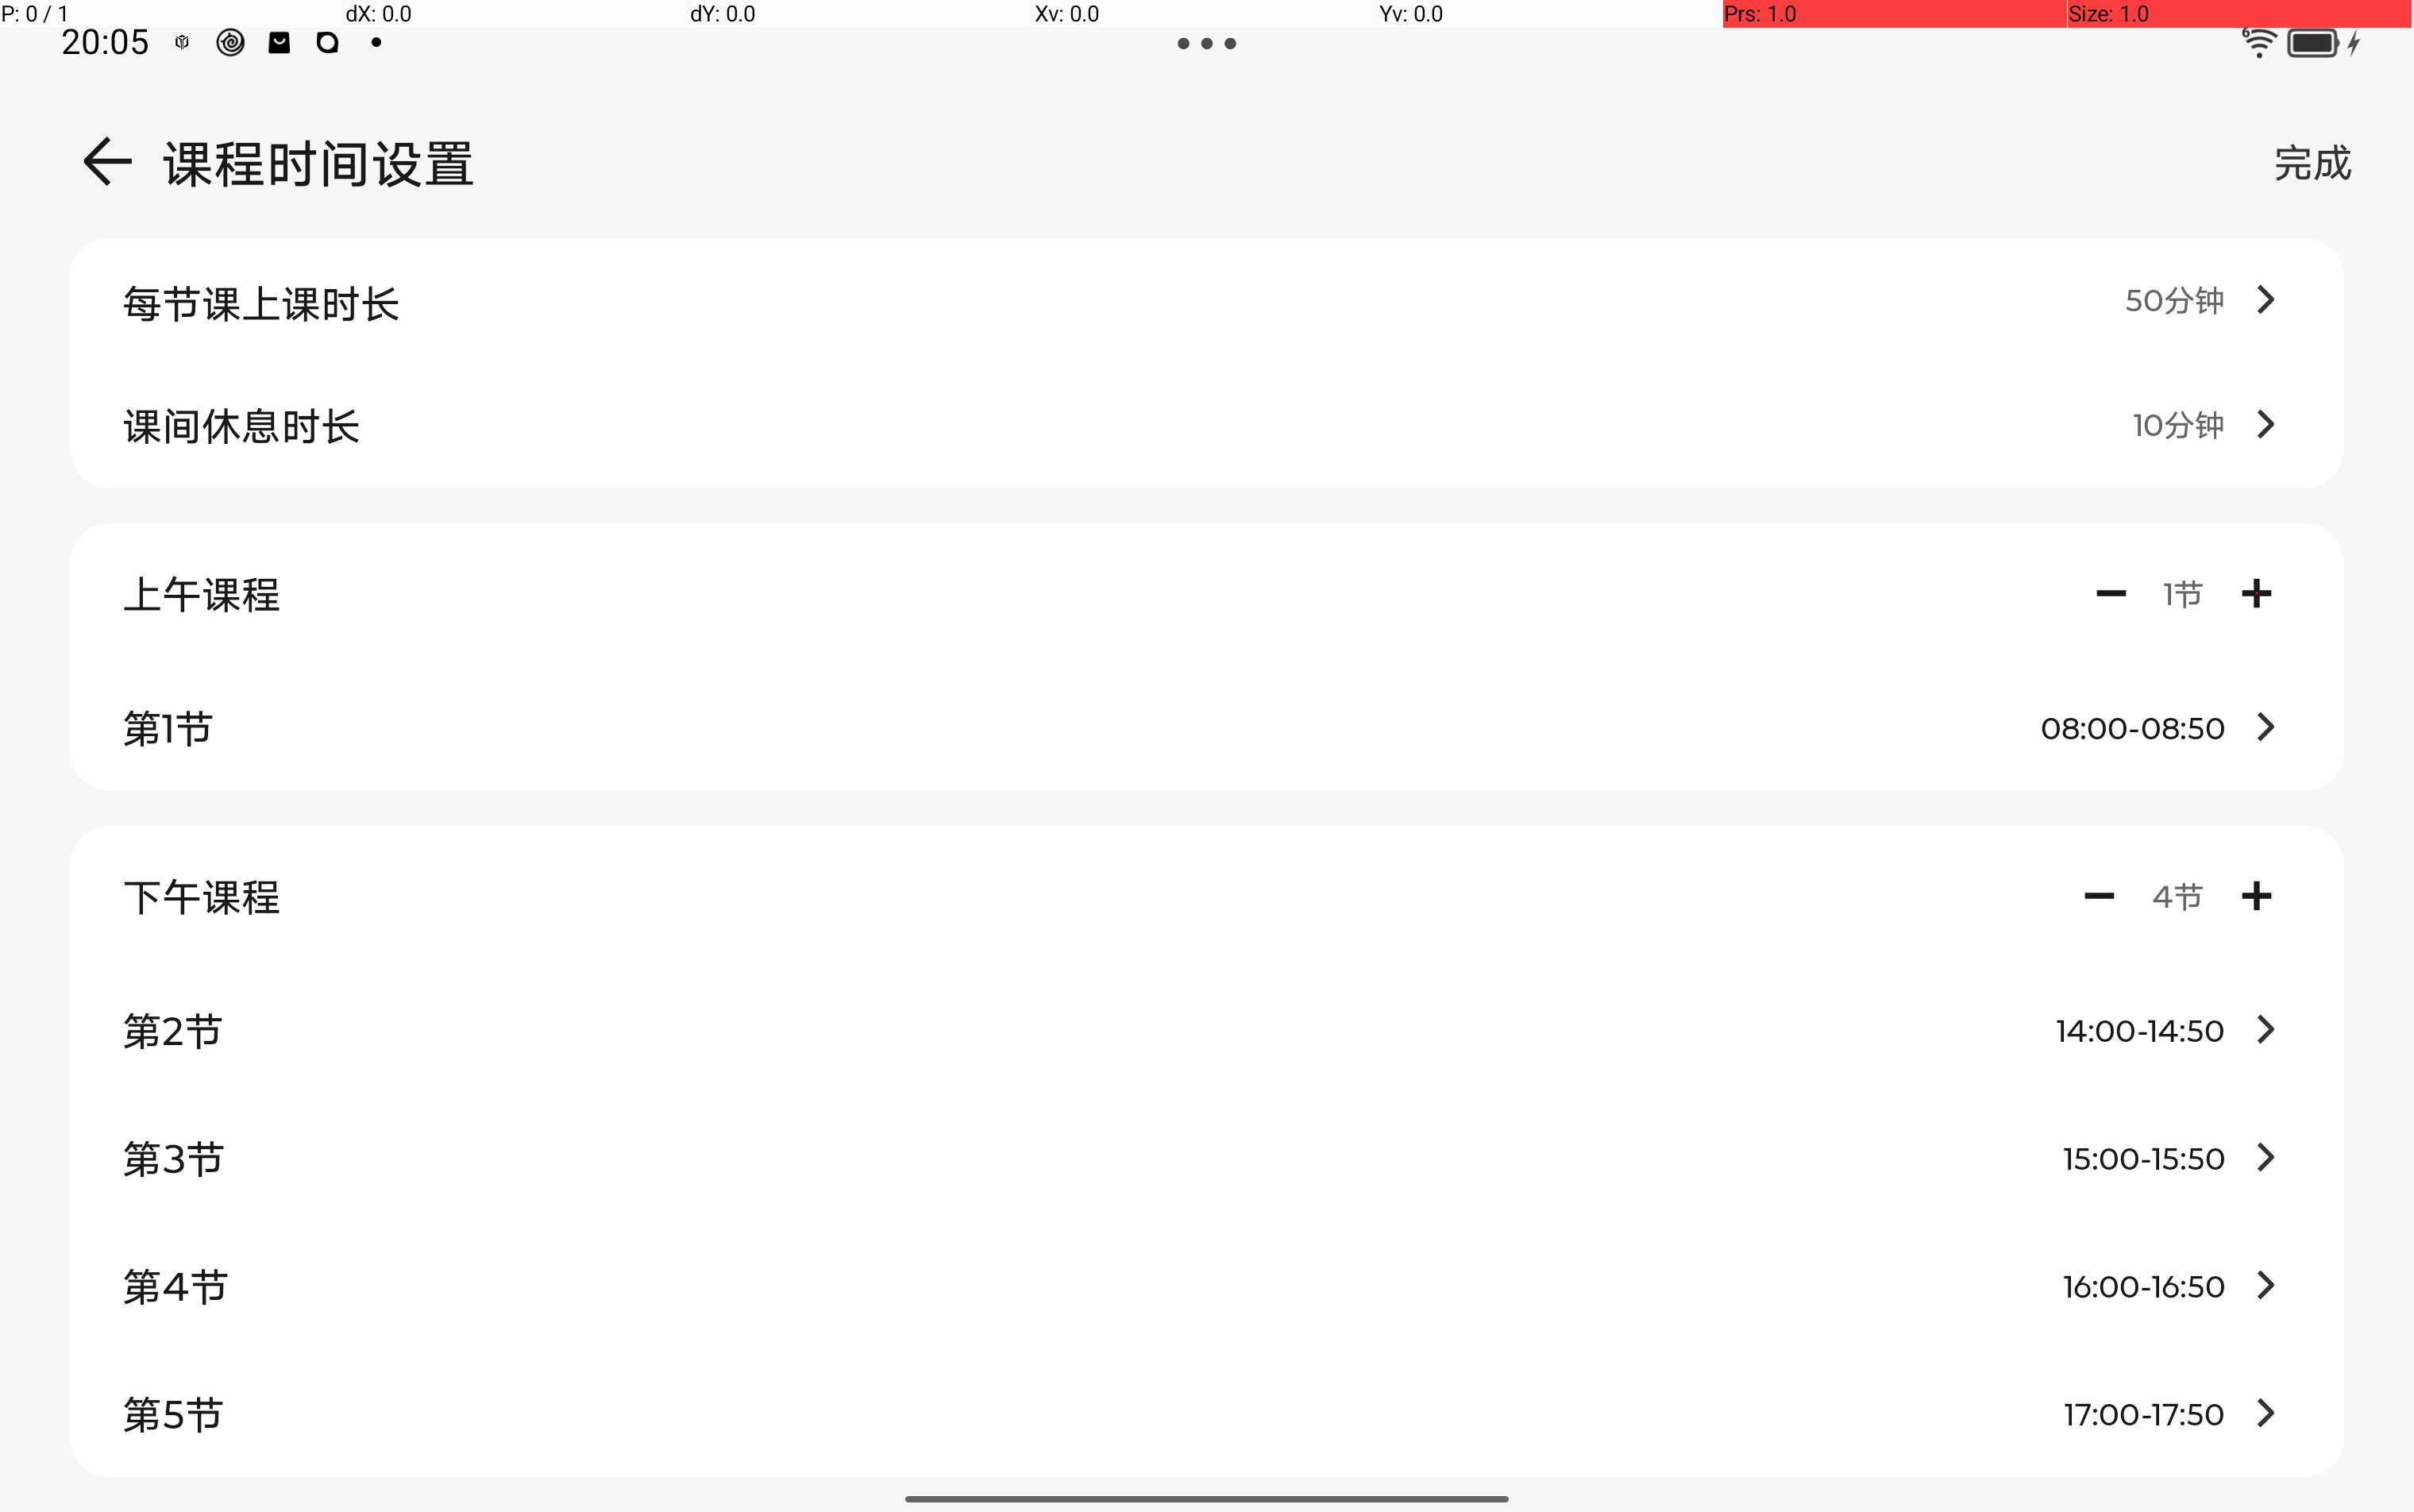 P: 0 / 1 dX: 0.0 dY: 0.0 Xv: 0.0 Yv: 0.0 Prs: 1.0 Size: 1.0
20:05 6
课程时间设置 完成
每节课上课时长 50分钟
课间休息时长 10分钟
上午课程 1节
第1节 08:00-08:50
下午课程 4节
第2节 14:00-14:50
第3节 15:00-15:50
第4节 16:00-16:50
第5节 17:00-17:50